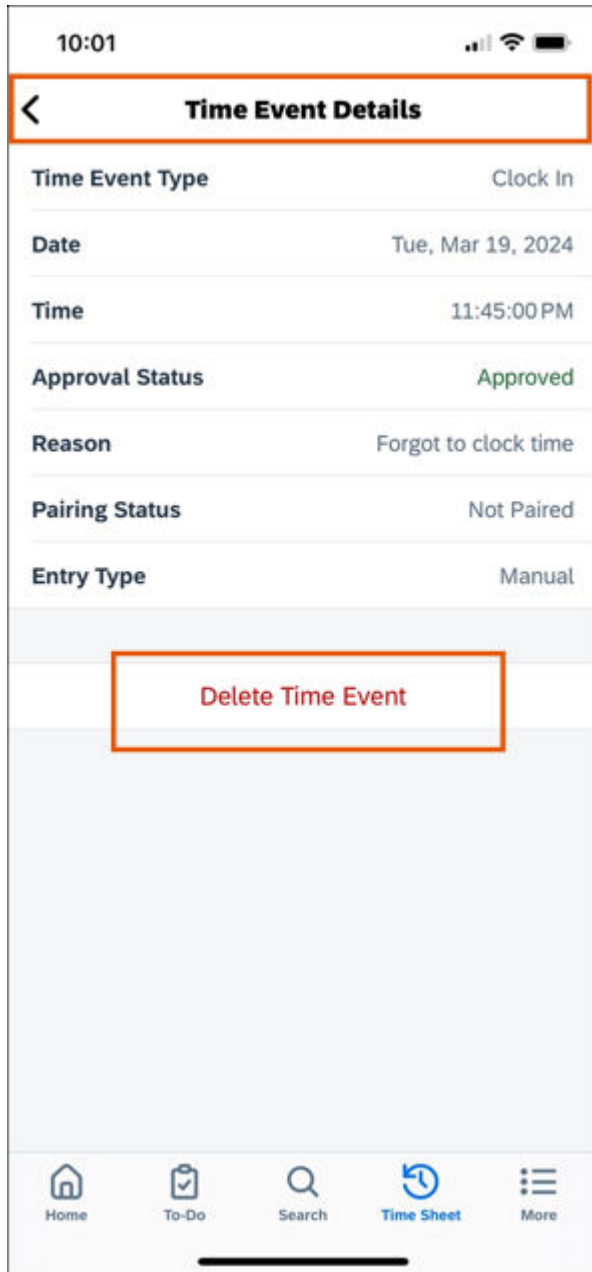 10:01
Time Event Details
Time Event Type Clock In
Date Tue, Mar 19, 2024
Time 11:45:00 PM
Approval Status Approved
Reason Forgot to clock time
Pairing Status Not Paired
Entry Type Manual
Delete Time Event
Home To-Do Search Time Sheet More